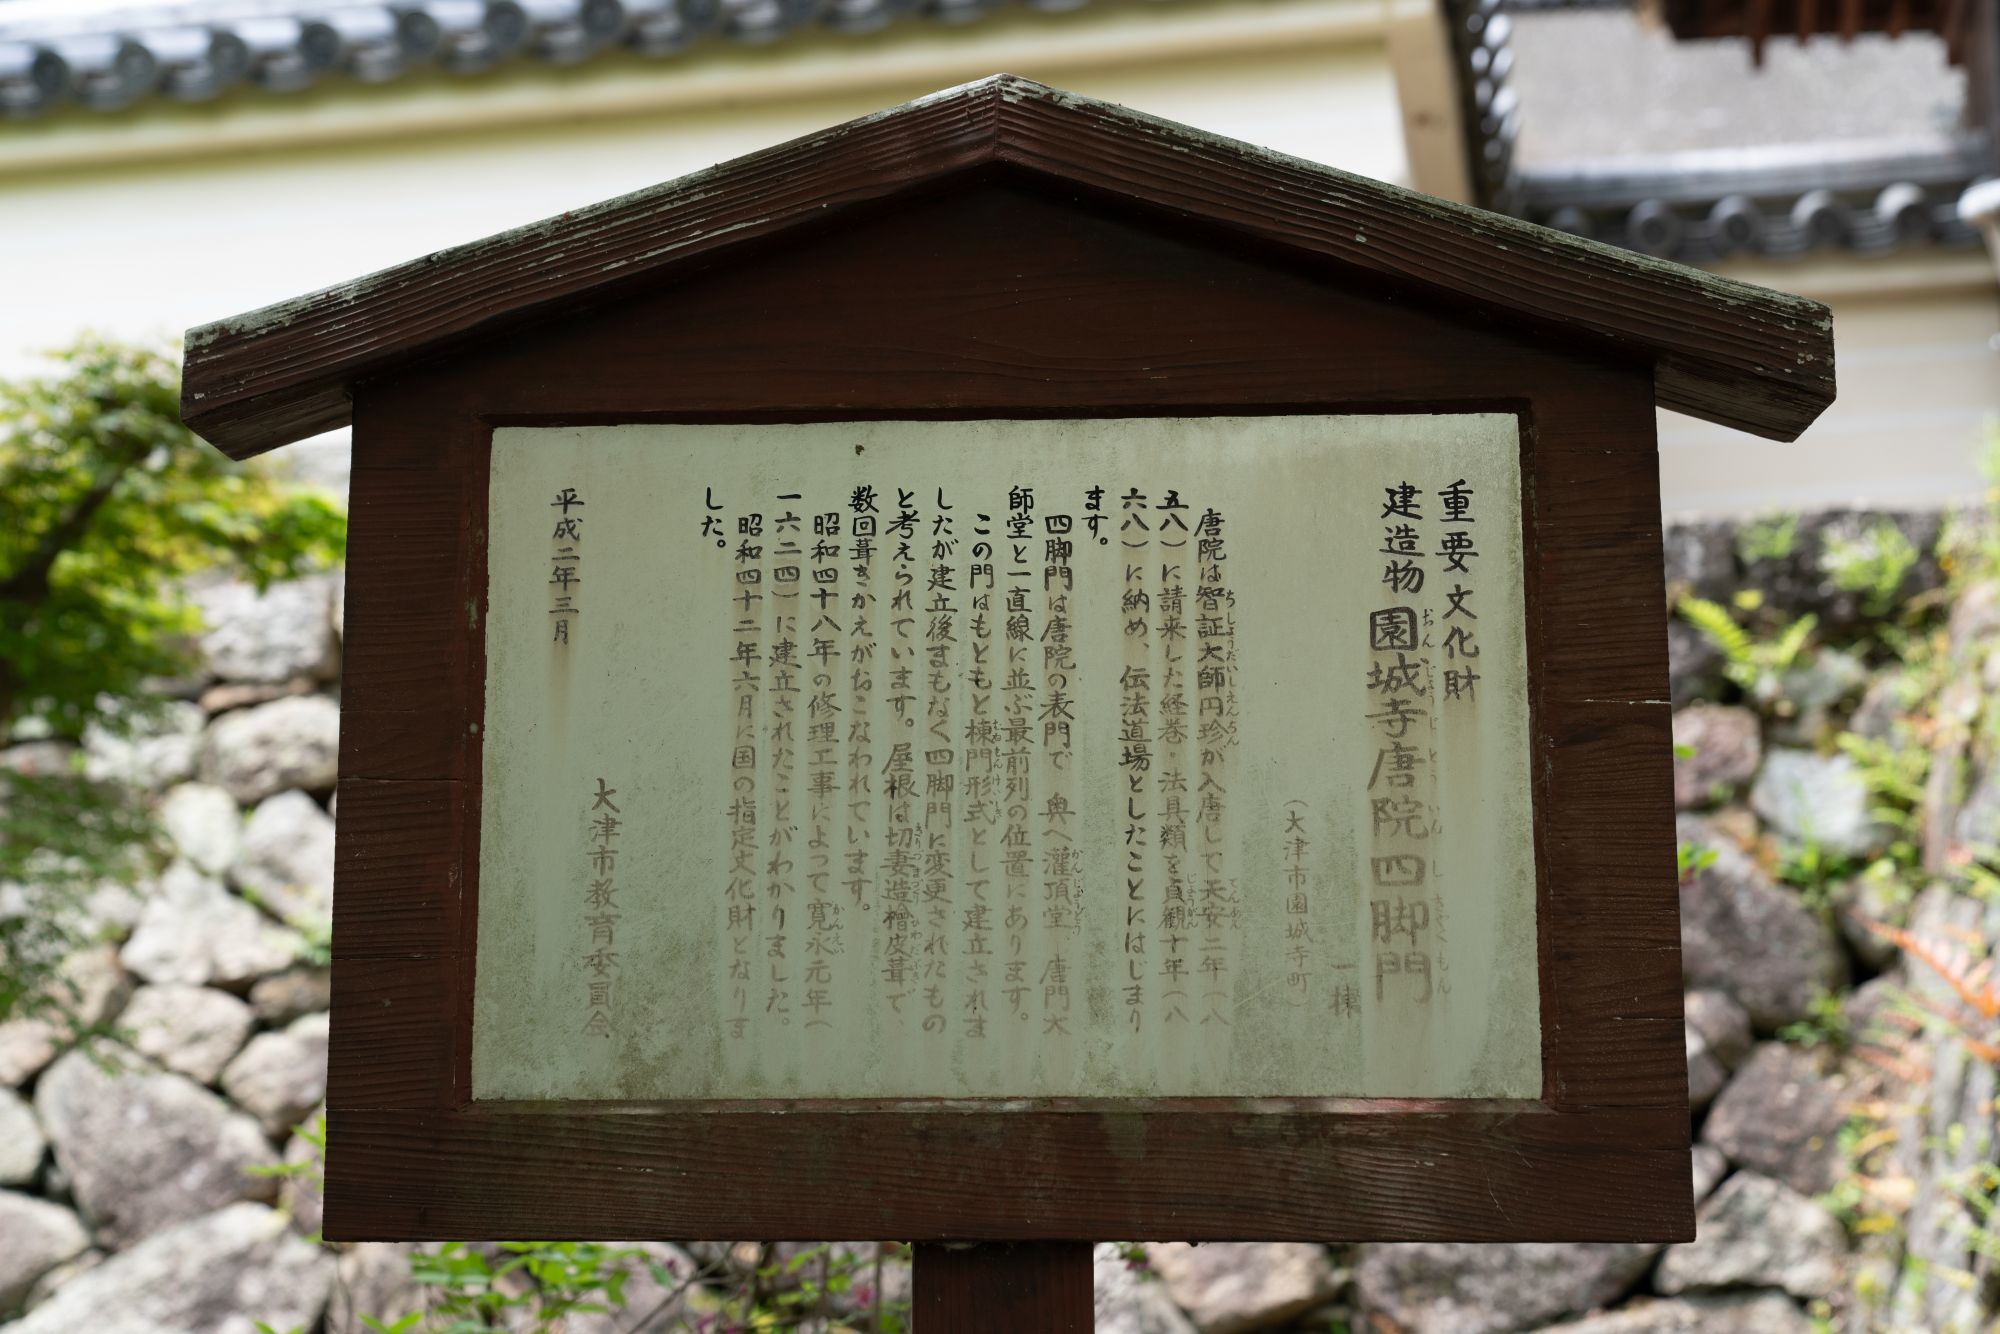 重要文化財
建造物 園城寺唐院四脚門
一棟
（大津市園城寺町）
唐院は智証大師円珍が入唐して天安二年（八
五八）に請来した経巻・法具類を貞観十年（八
六八）に納め、伝法道場としたことにはじまり
ます。
四脚門は唐院の表門で、奥へ灌頂堂、唐門、大
師堂と一直線に並ぶ最前列の位置にあります。
この門はもともと棟門形式として建立されま
したが建立後まもなく四脚門に変更されたもの
と考えられています。屋根は切妻造、檜皮葺で、
数回葺きかえがおこなわれています。
昭和四十八年の修理工事によって寛永元年（
一六二四）に建立されたことがわかりました。
昭和四十二年六月に国の指定文化財となりま
した。
大津市教育委員会
平成二年三月